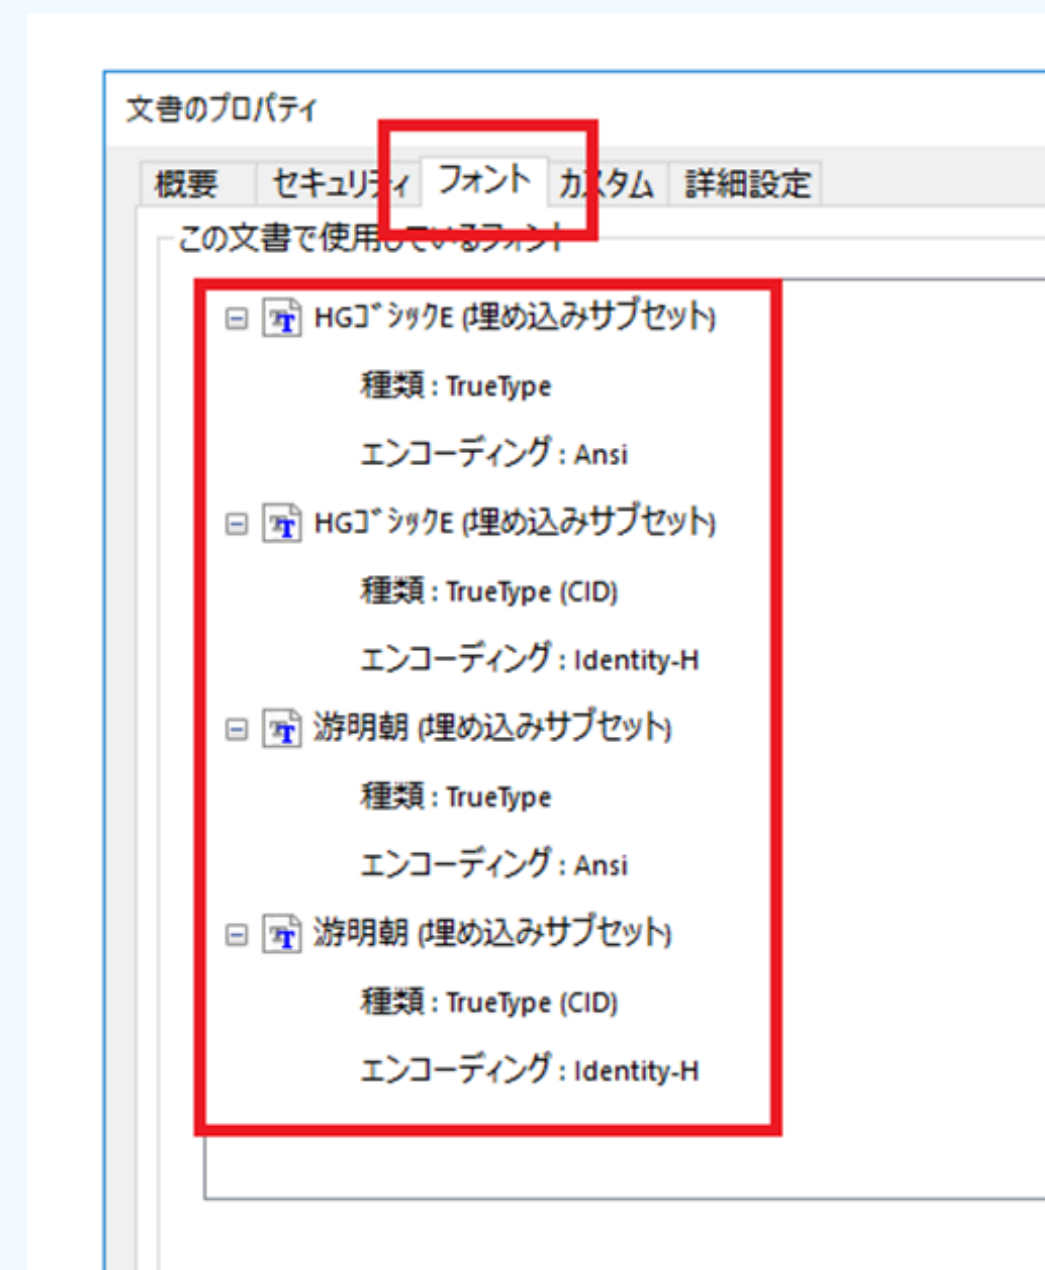 文書のプロパティ
概要 セキュリティ フォント カスタム 詳細設定
この文書で使用しているフォント
HGｺﾞｼｯｸE (埋め込みサブセット)
種類 : TrueType
エンコーディング : Ansi
HGｺﾞｼｯｸE (埋め込みサブセット)
種類 : TrueType (CID)
エンコーディング : Identity-H
游明朝 (埋め込みサブセット)
種類 : TrueType
エンコーディング : Ansi
游明朝 (埋め込みサブセット)
種類 : TrueType (CID)
エンコーディング : Identity-H